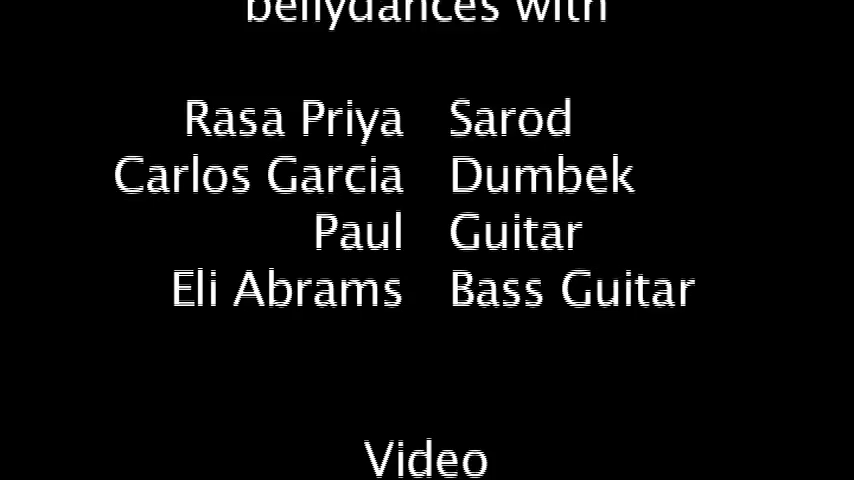 bellydances with
Rasa Priya Sarod
Carlos Garcia Dumbek
Paul Guitar
Eli Abrams Bass Guitar
Video